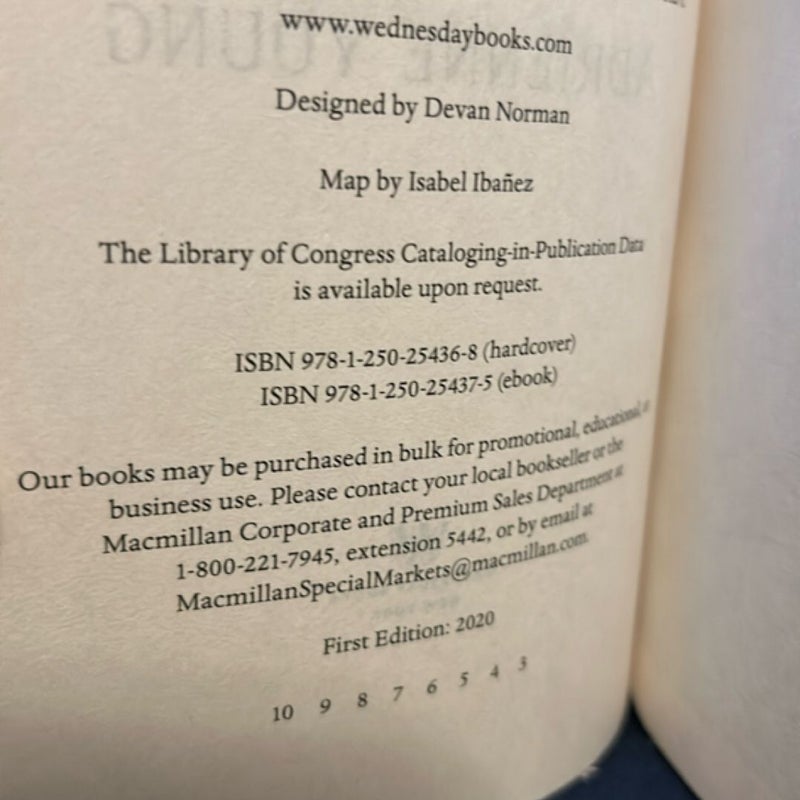 www.wednesdaybooks.com
Designed by Devan Norman
Map by Isabel Ibañez
The Library of Congress Cataloging-in-Publication Data
is available upon request.
ISBN 978-1-250-25436-8 (hardcover)
ISBN 978-1-250-25437-5 (ebook)
Our books may be purchased in bulk for promotional, educational,
business use. Please contact your local bookseller or the
Macmillan Corporate and Premium Sales Department at
1-800-221-7945, extension 5442, or by email at
MacmillanSpecialMarkets@macmillan.com.
First Edition: 2020
10 9 8 7 6 5 4 3